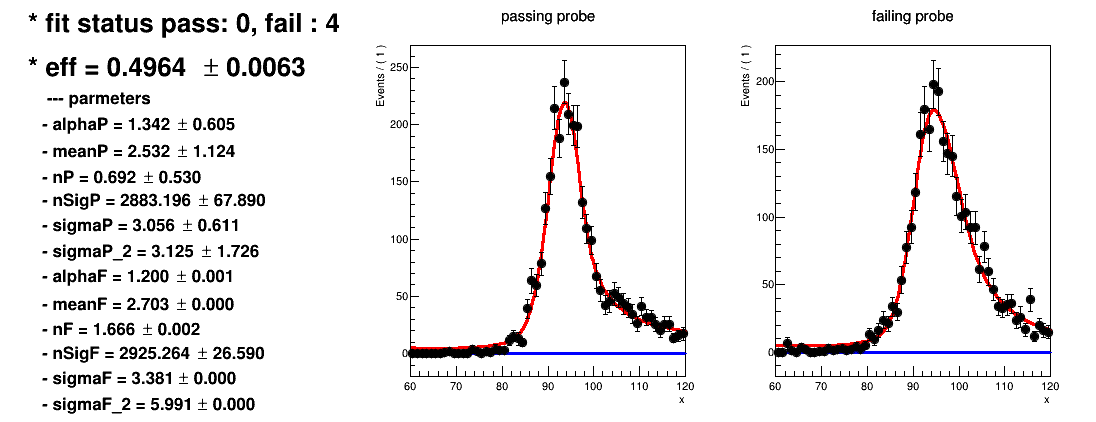 * fit status pass: 0, fail : 4
* eff = 0.4964 ± 0.0063
--- parmeters
- alphaP = 1.342 ± 0.605
- meanP = 2.532 ± 1.124
- nP = 0.692 ± 0.530
- nSigP = 2883.196 ± 67.890
- sigmaP = 3.056 ± 0.611
- sigmaP_2 = 3.125 ± 1.726
- alphaF = 1.200 ± 0.001
- meanF = 2.703 ± 0.000
- nF = 1.666 ± 0.002
- nSigF = 2925.264 ± 26.590
- sigmaF = 3.381 ± 0.000
- sigmaF_2 = 5.991 ± 0.000
passing probe
Events / ( 1 )
250
200
150
100
50
0
60 70 80 90 100 110 120
x
failing probe
Events / ( 1 )
200
150
100
50
0
60 70 80 90 100 110 120
x